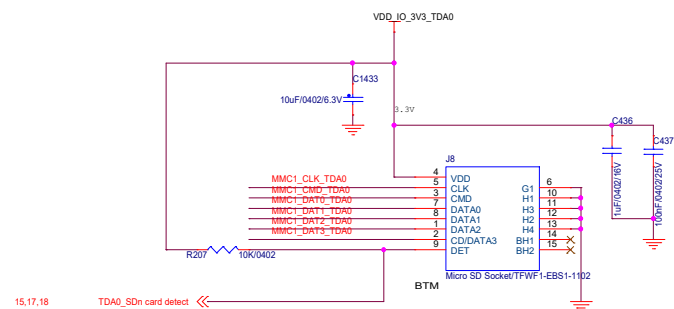 VDD_IO_3V3_TDA0
C1433
10uF/0402/6.3V
3.3V
C436
1uF/0402/16V
C437
100nF/0402/25V
J8
MMC1_CLK_TDA0
MMC1_CMD_TDA0
MMC1_DAT0_TDA0
MMC1_DAT1_TDA0
MMC1_DAT2_TDA0
MMC1_DAT3_TDA0
4 VDD
5 CLK G1 6
3 CMD H1 10
7 DATA0 H3 11
8 DATA1 H2 12
1 DATA2 H4 13
2 CD/DATA3 BH1 14
9 DET BH2 15
R207 10K/0402
Micro SD Socket/TFWF1-EBS1-1102
BTM
15,17,18 TDA0_SDn card detect